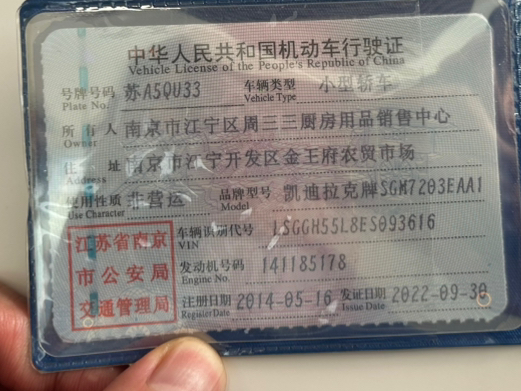 中华人民共和国机动车行驶证
Vehicle License of the People's Republic of China
号牌号码 苏A5QU33 车辆类型 小型轿车
Plate No. Vehicle Type
所有人 南京市江宁区周三三厨房用品销售中心
Owner
住址 南京市江宁开发区金王府农贸市场
Address
使用性质 非营运 品牌型号 凯迪拉克牌SGM7203EAA1
Use Character Model
江苏省南京
市公安局
交通管理局
车辆识别代号 LSGGH55L8ES093616
VIN
发动机号码 141185178
Engine No.
注册日期 2014-05-16 发证日期 2022-09-30
Register Date Issue Date